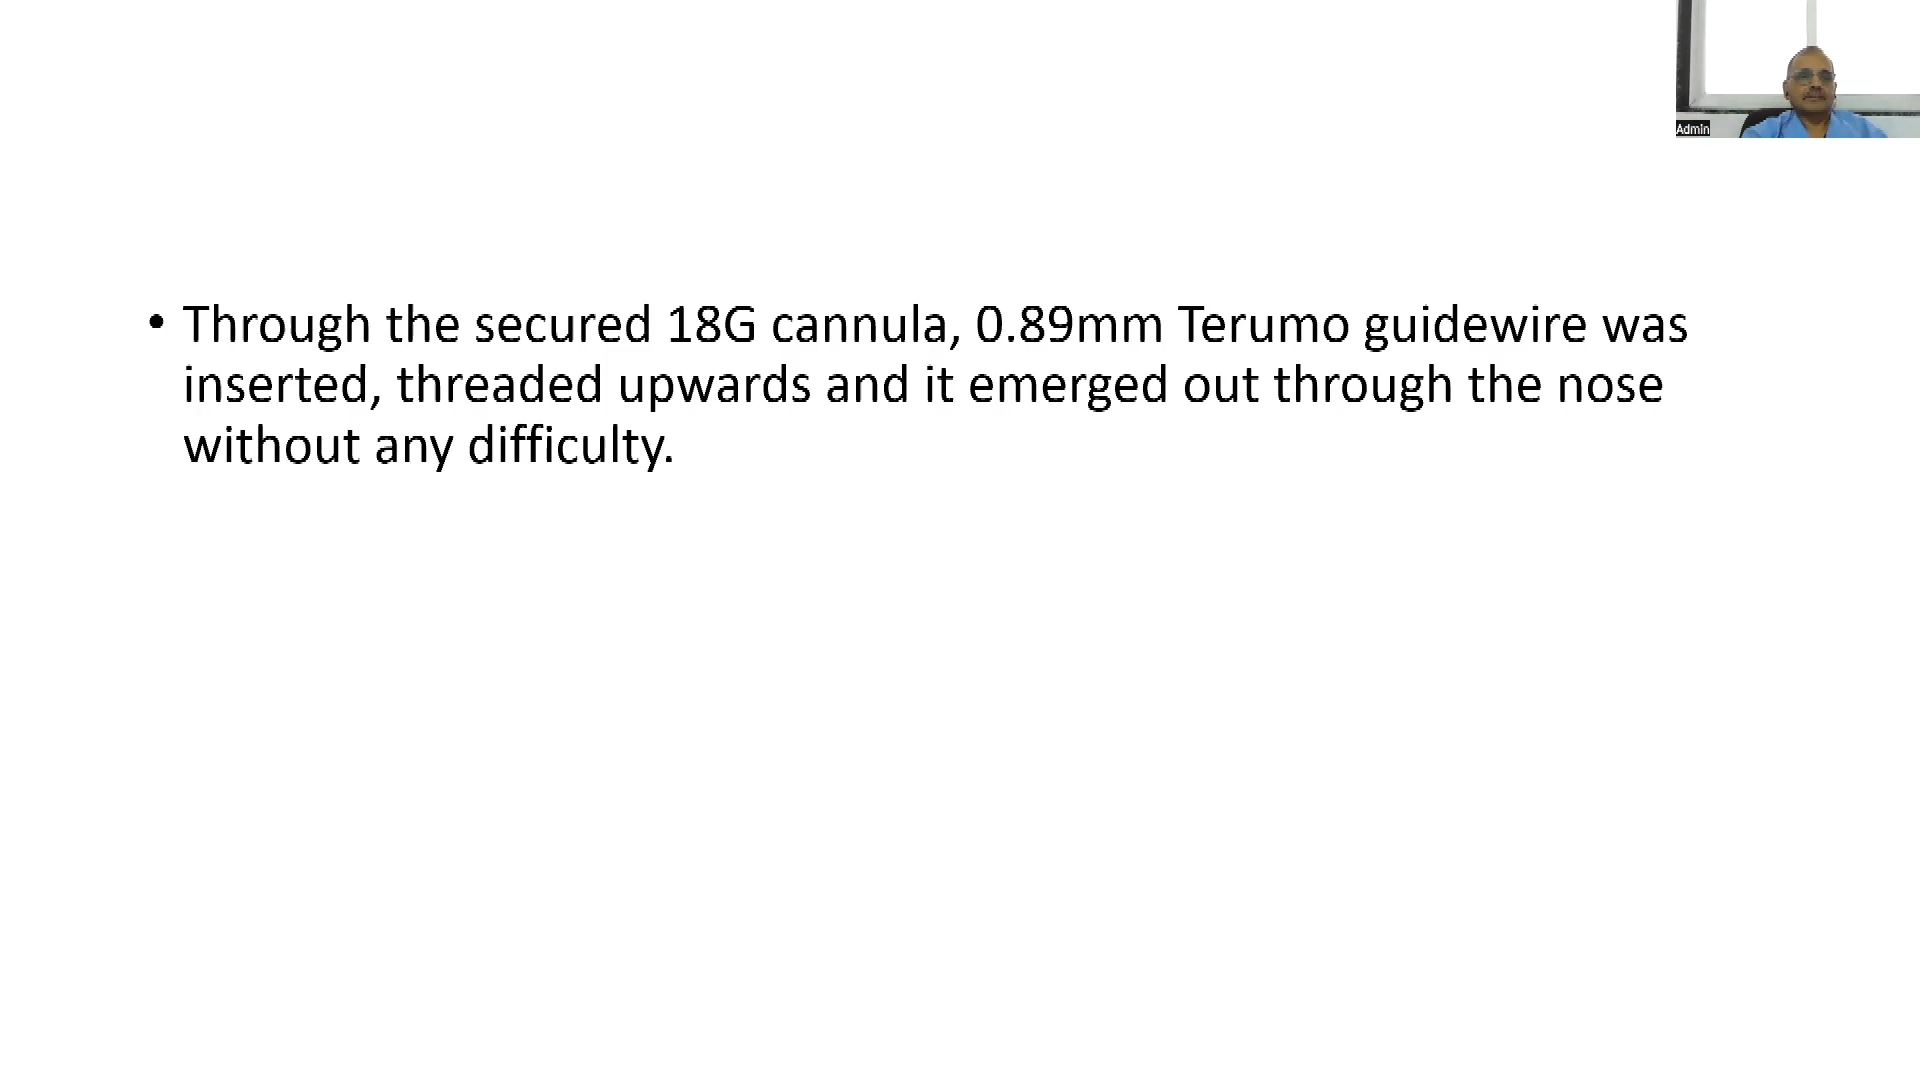 Admin
• Through the secured 18G cannula, 0.89mm Terumo guidewire was
inserted, threaded upwards and it emerged out through the nose
without any difficulty.